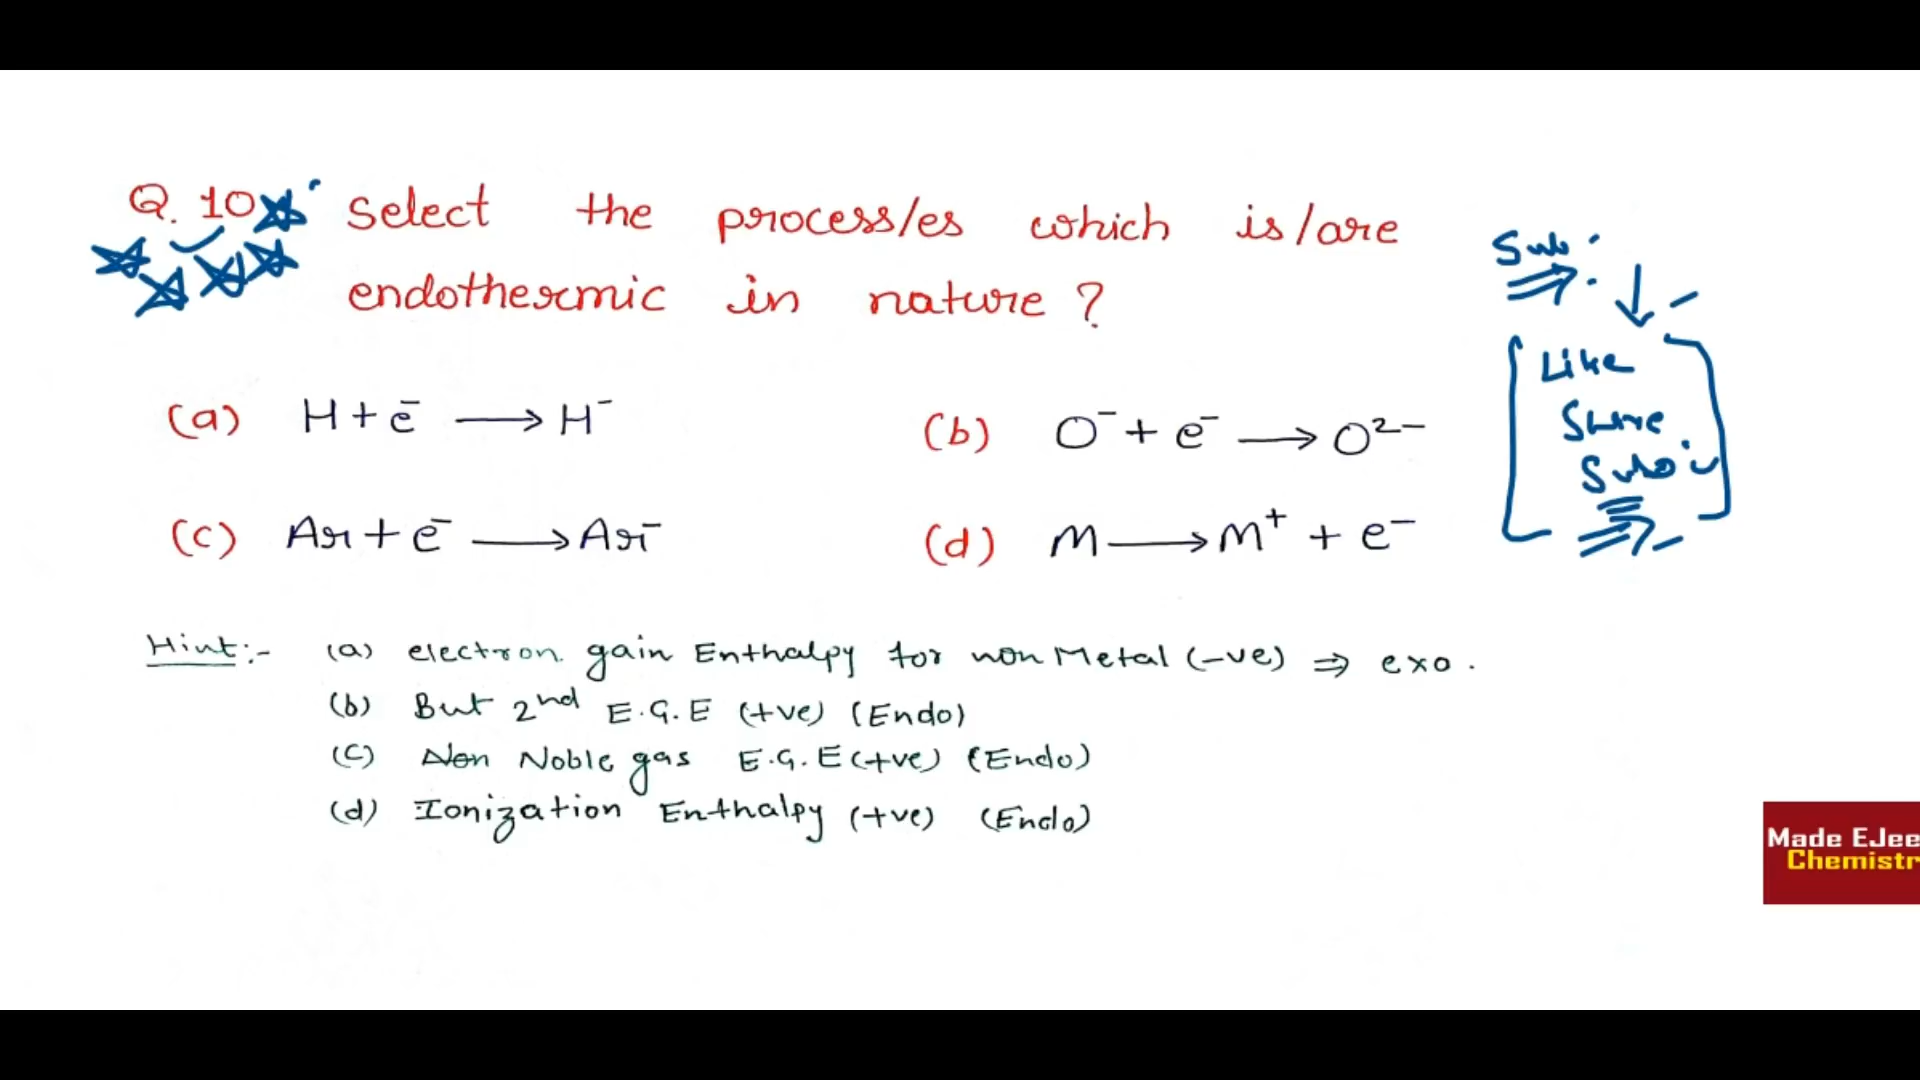 Q. 10 Select the process/es which is/are
endothermic in nature ?
(a) H + e⁻ ⟶ H⁻
(b) O⁻ + e⁻ ⟶ O²⁻
(c) Ar + e⁻ ⟶ Ar⁻
(d) M ⟶ M⁺ + e⁻
Sub
Like
Share
Sub
Hint:- (a) electron gain Enthalpy for non Metal (-ve) ⇒ exo.
(b) But 2nd E.G.E (+ve) (Endo)
(c) Non Noble gas E.G.E (+ve) (Endo)
(d) Ionization Enthalpy (+ve) (Endo)
Made EJee
Chemistr